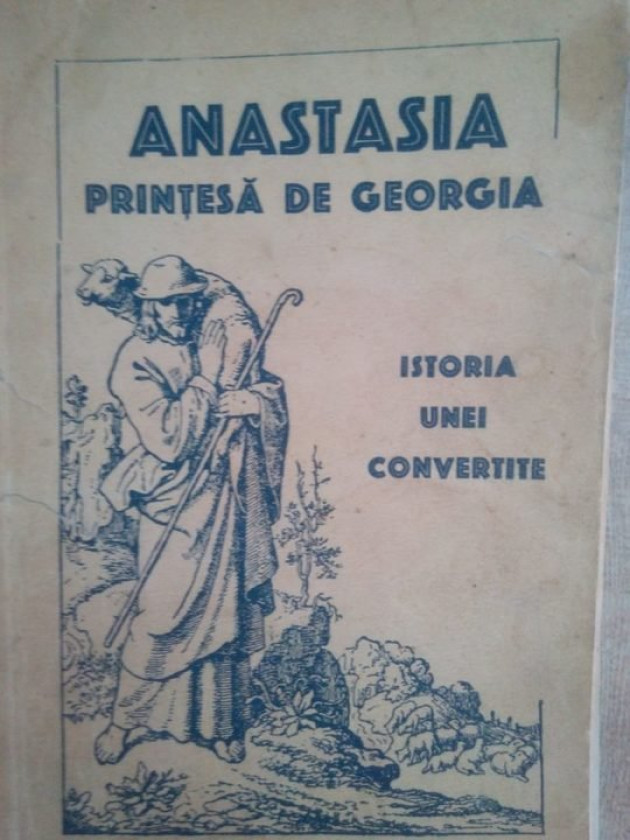 ANASTASIA
PRINȚESĂ DE GEORGIA
ISTORIA
UNEI
CONVERTITE